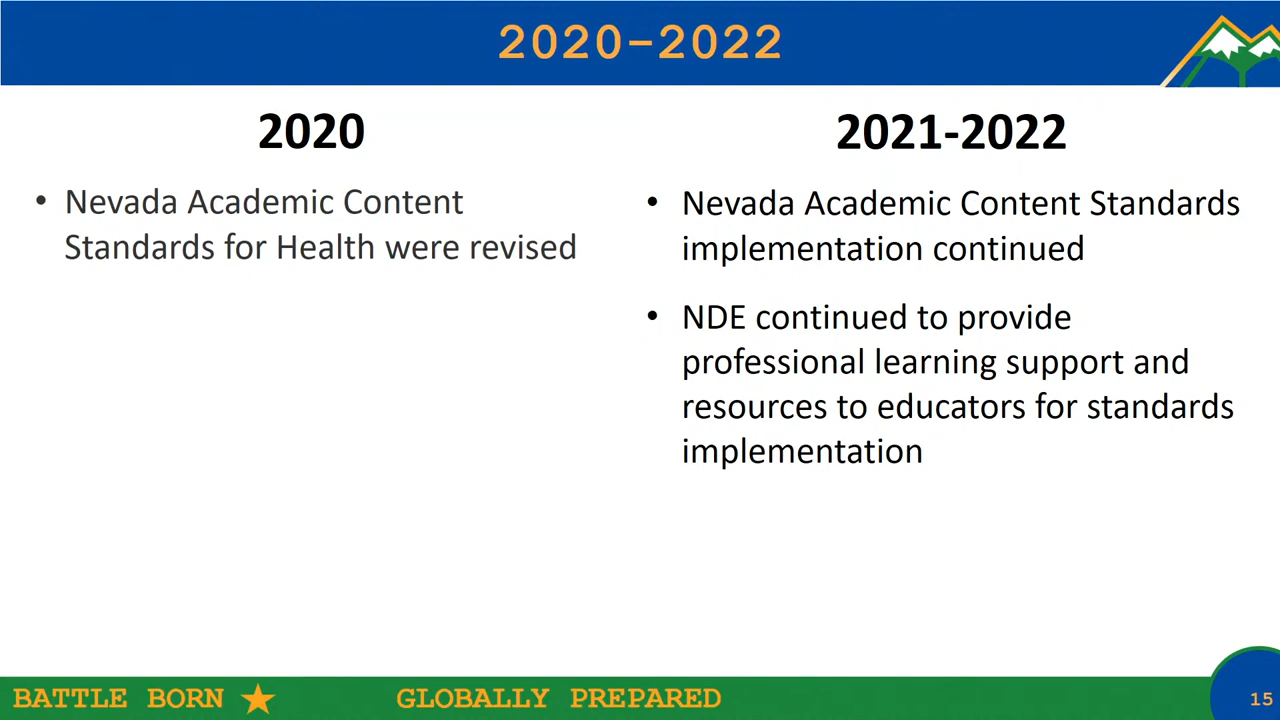 2020-2022
2020
• Nevada Academic Content
Standards for Health were revised
2021-2022
• Nevada Academic Content Standards
implementation continued
• NDE continued to provide
professional learning support and
resources to educators for standards
implementation
BATTLE BORN ★ GLOBALLY PREPARED
15